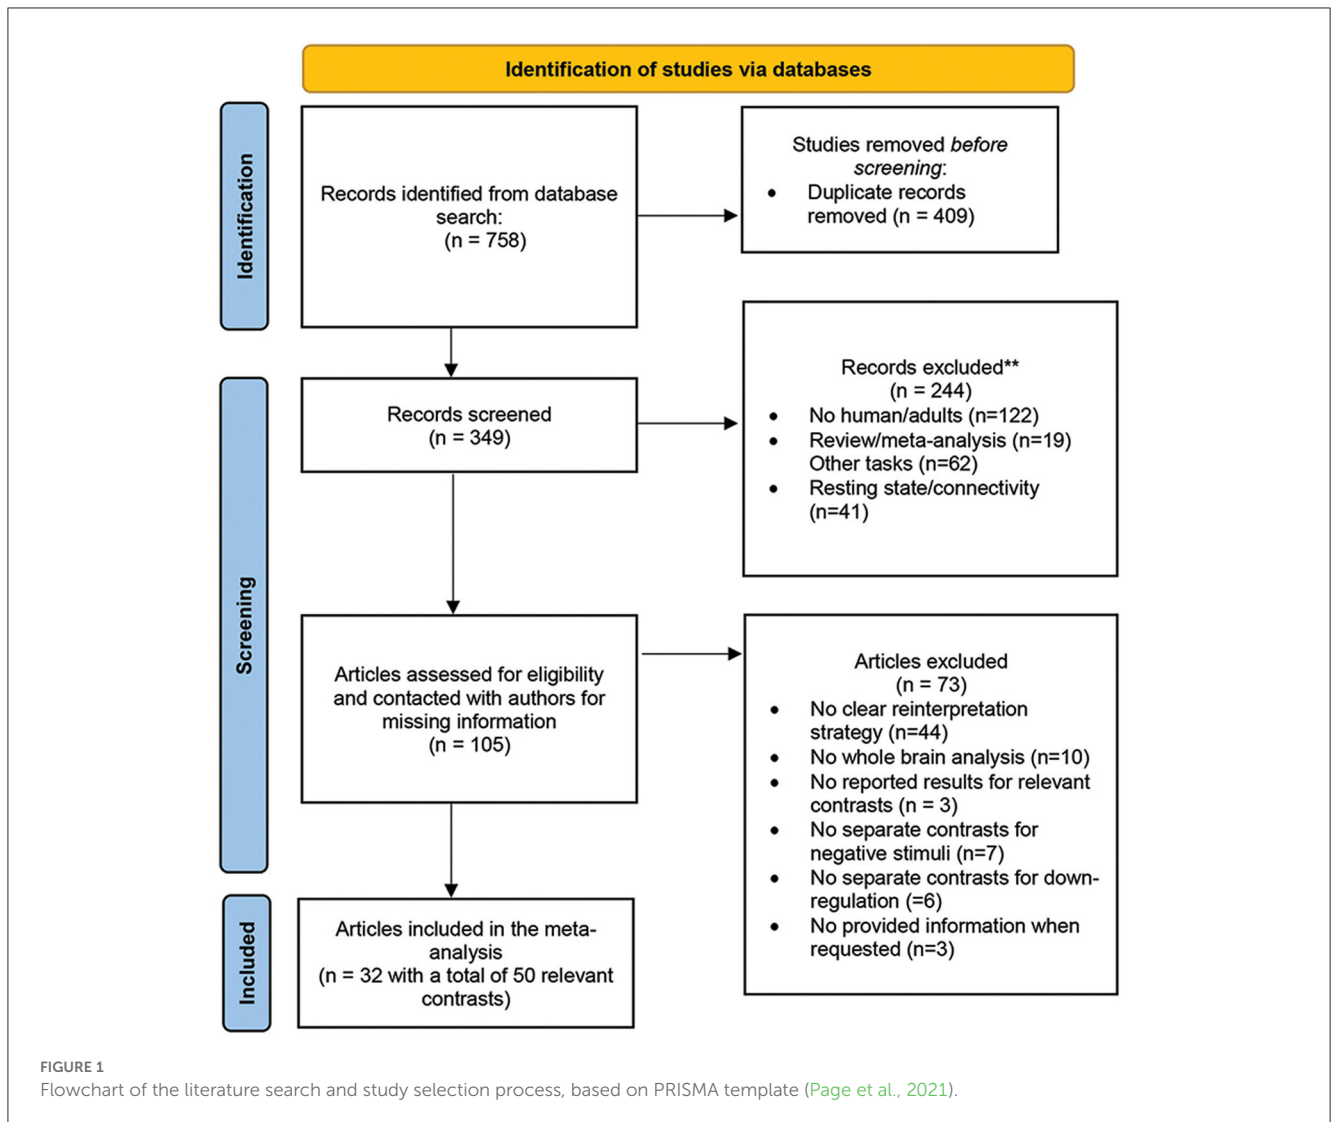 Identification of studies via databases
Identification
Records identified from database
search:
(n = 758)
Studies removed before
screening:
• Duplicate records
removed (n = 409)
Screening
Records screened
(n = 349)
Records excluded**
(n = 244)
• No human/adults (n=122)
• Review/meta-analysis (n=19)
Other tasks (n=62)
• Resting state/connectivity
(n=41)
Articles assessed for eligibility
and contacted with authors for
missing information
(n = 105)
Articles excluded
(n = 73)
• No clear reinterpretation
strategy (n=44)
• No whole brain analysis (n=10)
• No reported results for relevant
contrasts (n = 3)
• No separate contrasts for
negative stimuli (n=7)
• No separate contrasts for down-
regulation (=6)
• No provided information when
requested (n=3)
Included
Articles included in the meta-
analysis
(n = 32 with a total of 50 relevant
contrasts)
FIGURE 1
Flowchart of the literature search and study selection process, based on PRISMA template (Page et al., 2021).